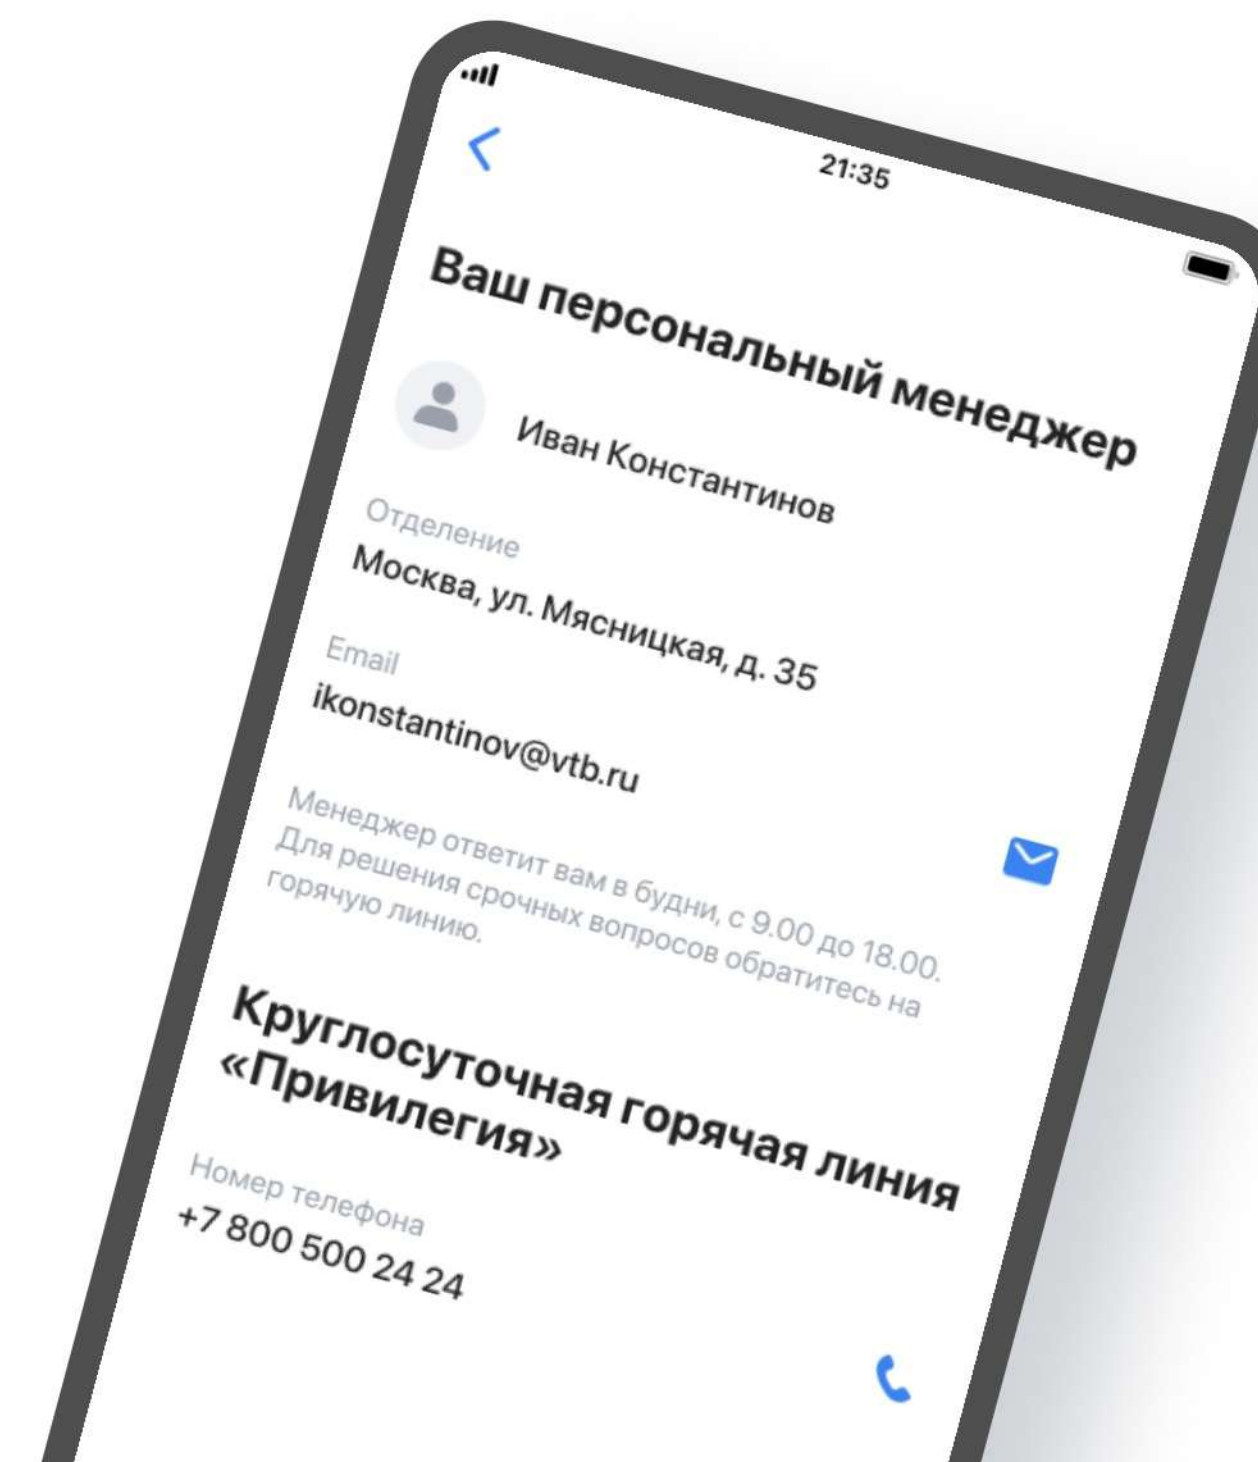 21:35
Ваш персональный менеджер
Иван Константинов
Отделение
Москва, ул. Мясницкая, д. 35
Email
ikonstantinov@vtb.ru
Менеджер ответит вам в будни, с 9.00 до 18.00.
Для решения срочных вопросов обратитесь на
горячую линию.
Круглосуточная горячая линия
«Привилегия»
Номер телефона
+7 800 500 24 24